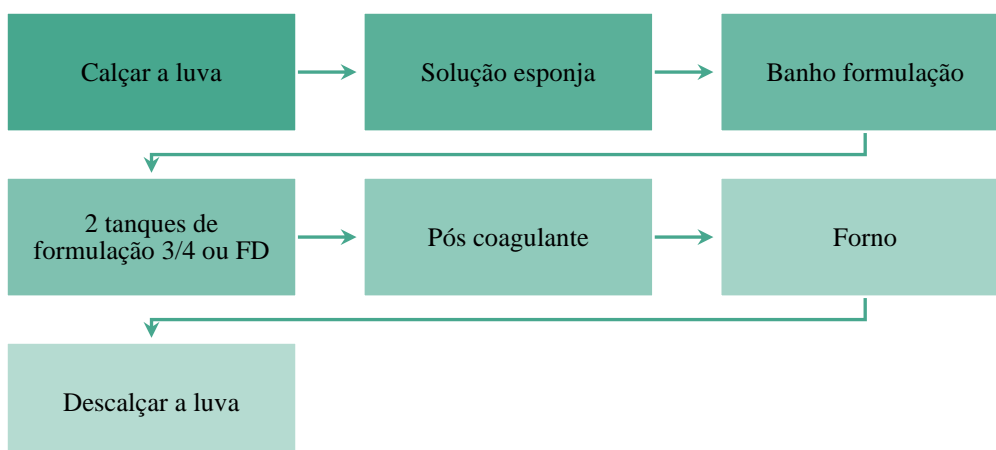 Calçar a luva
Solução esponja
Banho formulação
2 tanques de
formulação 3/4 ou FD
Pós coagulante
Forno
Descalçar a luva